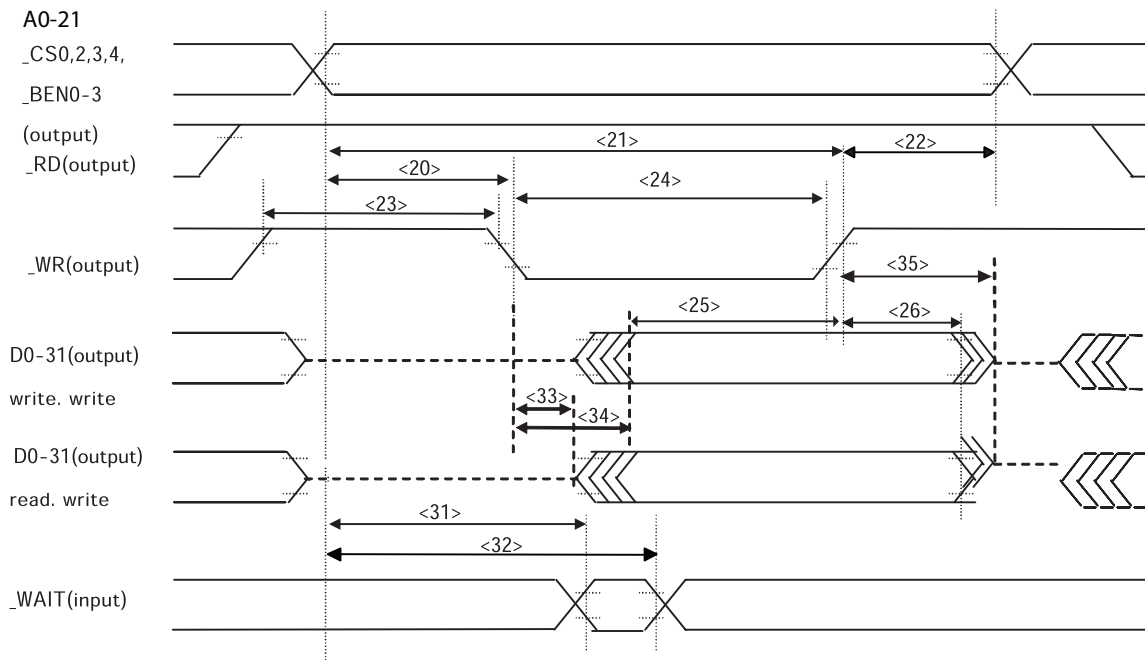 A0-21
_CS0,2,3,4,
_BEN0-3
(output)
_RD(output)
<21>
<22>
<20>
<24>
<23>
_WR(output)
<35>
<25>
<26>
D0-31(output)
write. write
<33>
<34>
D0-31(output)
read. write
<31>
<32>
_WAIT(input)